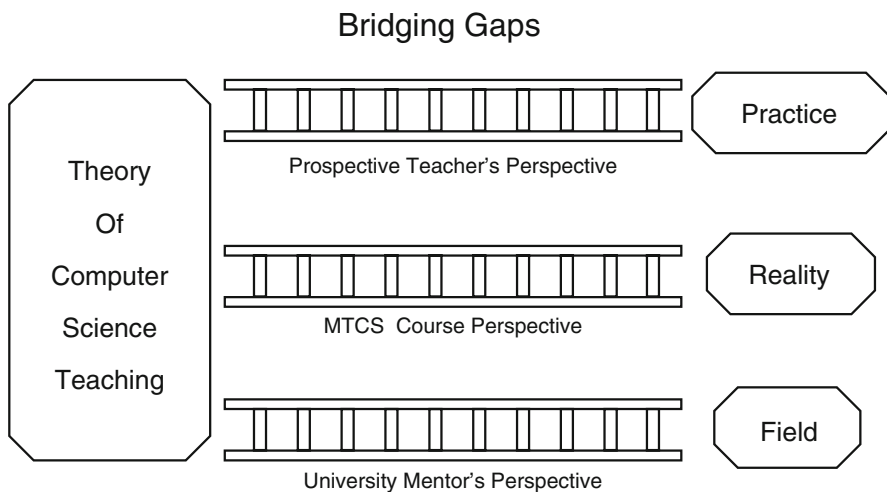 Bridging Gaps
Theory
Of
Computer
Science
Teaching
Prospective Teacher's Perspective
Practice
MTCS Course Perspective
Reality
University Mentor's Perspective
Field